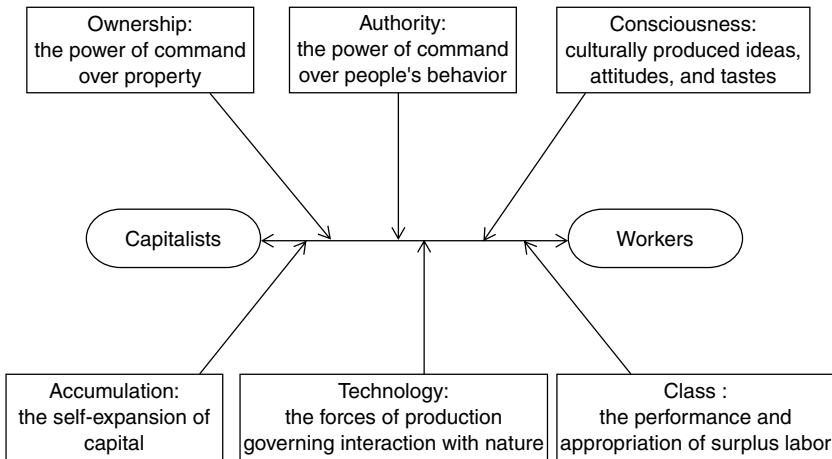 Ownership:
the power of command
over property
Authority:
the power of command
over people's behavior
Consciousness:
culturally produced ideas,
attitudes, and tastes
Capitalists
Workers
Accumulation:
the self-expansion of
capital
Technology:
the forces of production
governing interaction with nature
Class :
the performance and
appropriation of surplus labor